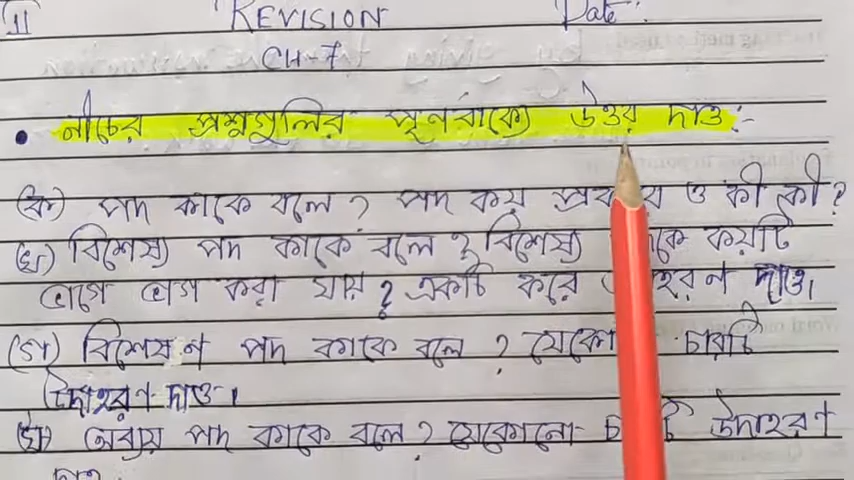 II REVISION Date:
CH-7
• নীচের প্রশ্নগুলির পূর্ণবাক্যে উত্তর দাও:-
(ক) পদ কাকে বলে? পদ কয় ও কী কী?
(খ) বিশেষ্য পদ কাকে বলে? বিশেষ্য কয়টি
ভাগে ভাগ করা যায়? একটি করে দাও।
(গ) বিশেষণ পদ কাকে বলে? চারটি
উদাহরণ দাও।
(ঘ) অব্যয় পদ কাকে বলে? যেকোনো উদাহরণ